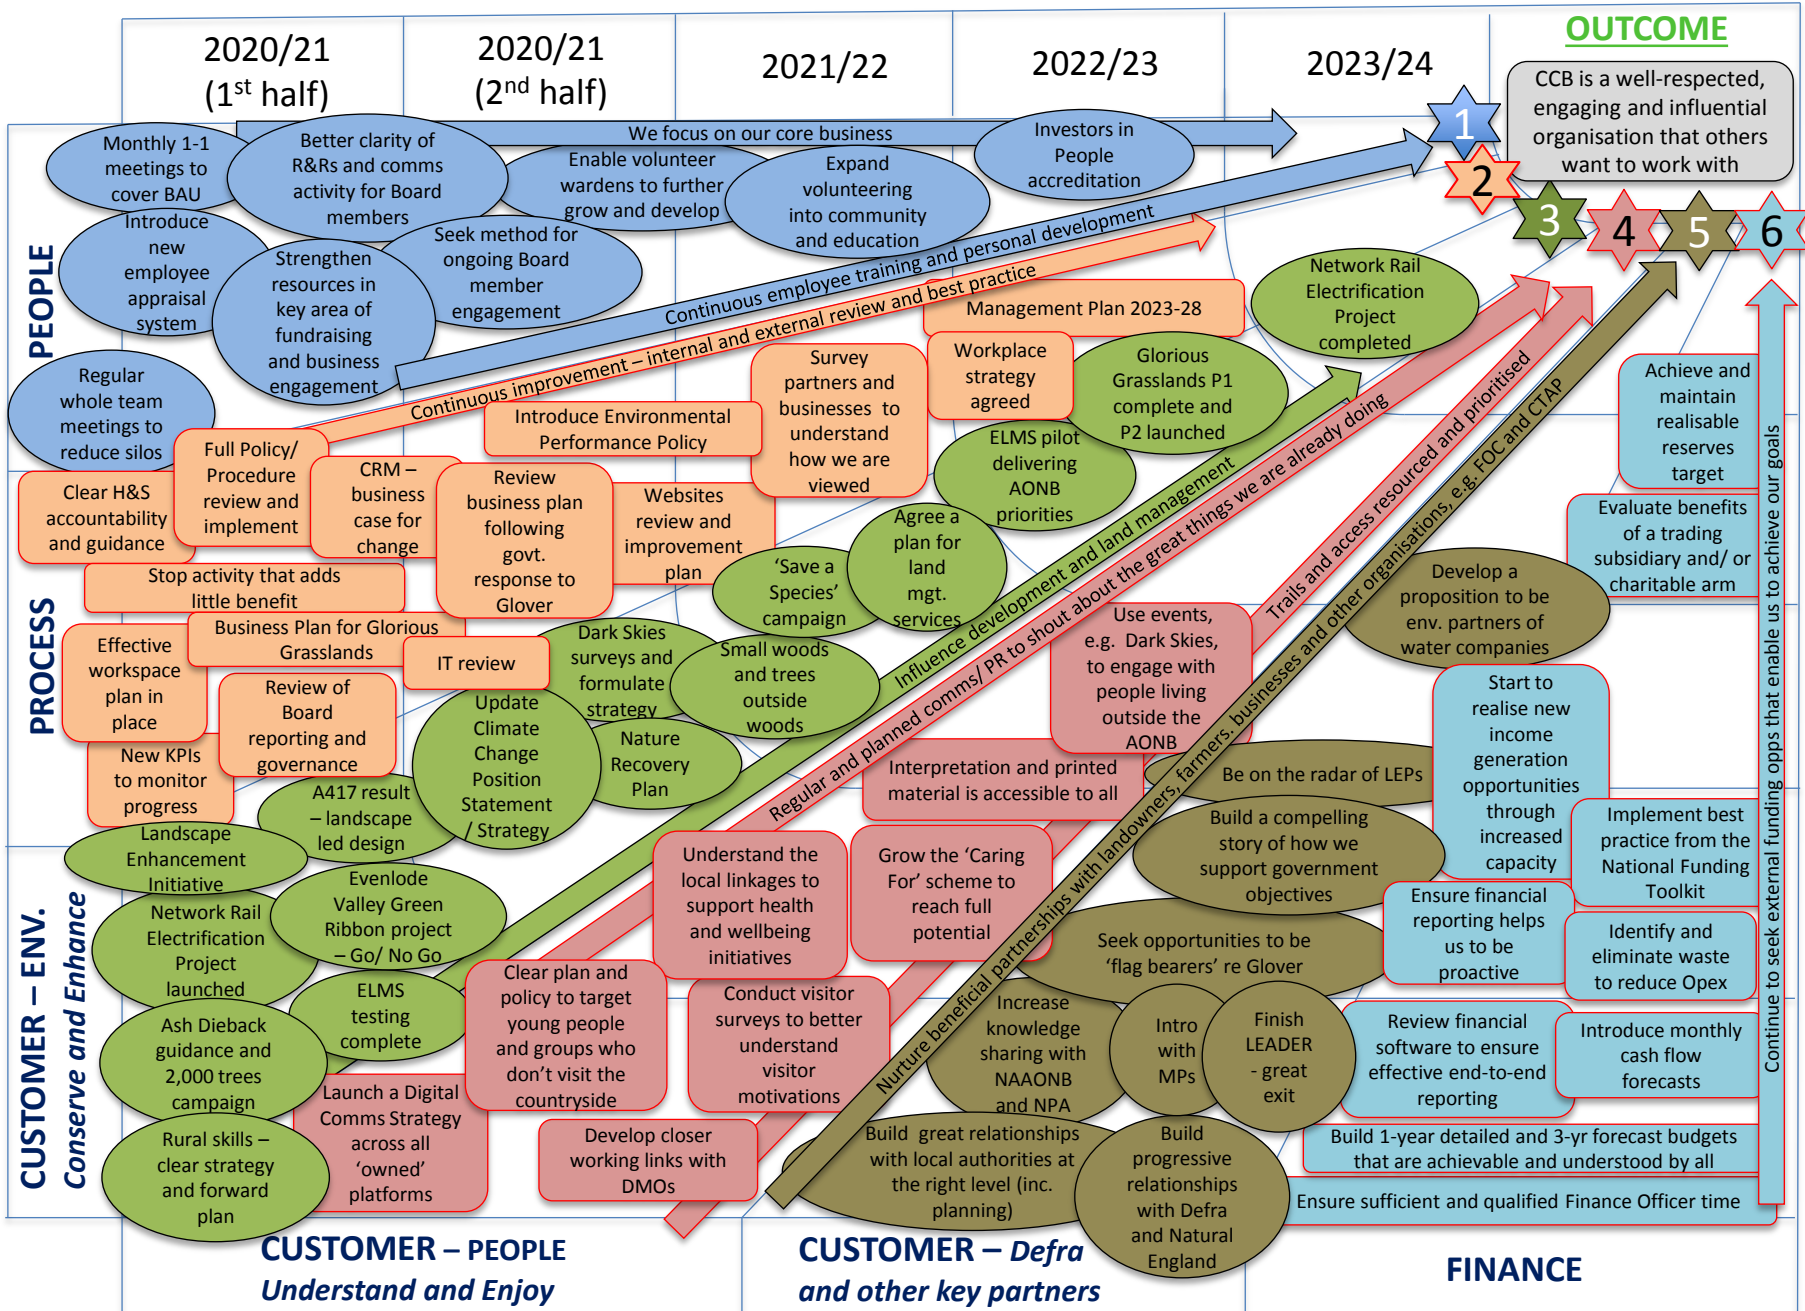 2020/21
(1st half)
2020/21
(2nd half)
2021/22
2022/23
2023/24
OUTCOME
CCB is a well-respected,
engaging and influential
organisation that others
want to work with
1
2
3
4
5
6
PEOPLE
Monthly 1-1
meetings to
cover BAU
Better clarity of
R&Rs and comms
activity for Board
members
We focus on our core business
Enable volunteer
wardens to further
grow and develop
Expand
volunteering
into community
and education
Investors in
People
accreditation
Introduce
new
employee
appraisal
system
Strengthen
resources in
key area of
fundraising
and business
engagement
Seek method for
ongoing Board
member
engagement
Regular
whole team
meetings to
reduce silos
Continuous employee training and personal development
Continuous improvement – internal and external review and best practice
Management Plan 2023-28
Network Rail
Electrification
Project
completed
PROCESS
Clear H&S
accountability
and guidance
Full Policy/
Procedure
review and
implement
CRM –
business
case for
change
Introduce Environmental
Performance Policy
Review
business plan
following
govt.
response to
Glover
Websites
review and
improvement
plan
Survey
partners and
businesses to
understand
how we are
viewed
Workplace
strategy
agreed
Glorious
Grasslands P1
complete and
P2 launched
ELMS pilot
delivering
AONB
priorities
Agree a
plan for
land
mgt.
services
'Save a
Species'
campaign
Stop activity that adds
little benefit
Business Plan for Glorious
Grasslands
Effective
workspace
plan in
place
IT review
Review of
Board
reporting and
governance
New KPIs
to monitor
progress
Dark Skies
surveys and
formulate
strategy
Small woods
and trees
outside
woods
Update
Climate
Change
Position
Statement
/ Strategy
Nature
Recovery
Plan
Influence development and land management
Regular and planned comms/ PR to shout about the great things we are already doing
Trails and access resourced and prioritised
Nurture beneficial partnerships with landowners, farmers. businesses and other organisations, e.g. FOC and CTAP
Continue to seek external funding opps that enable us to achieve our goals
CUSTOMER – ENV.
Conserve and Enhance
A417 result
– landscape
led design
Landscape
Enhancement
Initiative
Evenlode
Valley Green
Ribbon project
– Go/ No Go
Network Rail
Electrification
Project
launched
ELMS
testing
complete
Ash Dieback
guidance and
2,000 trees
campaign
Rural skills –
clear strategy
and forward
plan
Launch a Digital
Comms Strategy
across all
'owned'
platforms
Clear plan and
policy to target
young people
and groups who
don't visit the
countryside
Develop closer
working links with
DMOs
Understand the
local linkages to
support health
and wellbeing
initiatives
Conduct visitor
surveys to better
understand
visitor
motivations
Grow the 'Caring
For' scheme to
reach full
potential
Interpretation and printed
material is accessible to all
Use events,
e.g. Dark Skies,
to engage with
people living
outside the
AONB
Develop a
proposition to be
env. partners of
water companies
Be on the radar of LEPs
Build a compelling
story of how we
support government
objectives
Seek opportunities to be
'flag bearers' re Glover
Increase
knowledge
sharing with
NAAONB
and NPA
Intro
with
MPs
Finish
LEADER
- great
exit
Build great relationships
with local authorities at
the right level (inc.
planning)
Build
progressive
relationships
with Defra
and Natural
England
Achieve and
maintain
realisable
reserves
target
Evaluate benefits
of a trading
subsidiary and/ or
charitable arm
Start to
realise new
income
generation
opportunities
through
increased
capacity
Implement best
practice from the
National Funding
Toolkit
Ensure financial
reporting helps
us to be
proactive
Identify and
eliminate waste
to reduce Opex
Review financial
software to ensure
effective end-to-end
reporting
Introduce monthly
cash flow
forecasts
Build 1-year detailed and 3-yr forecast budgets
that are achievable and understood by all
Ensure sufficient and qualified Finance Officer time
CUSTOMER – PEOPLE
Understand and Enjoy
CUSTOMER – Defra
and other key partners
FINANCE